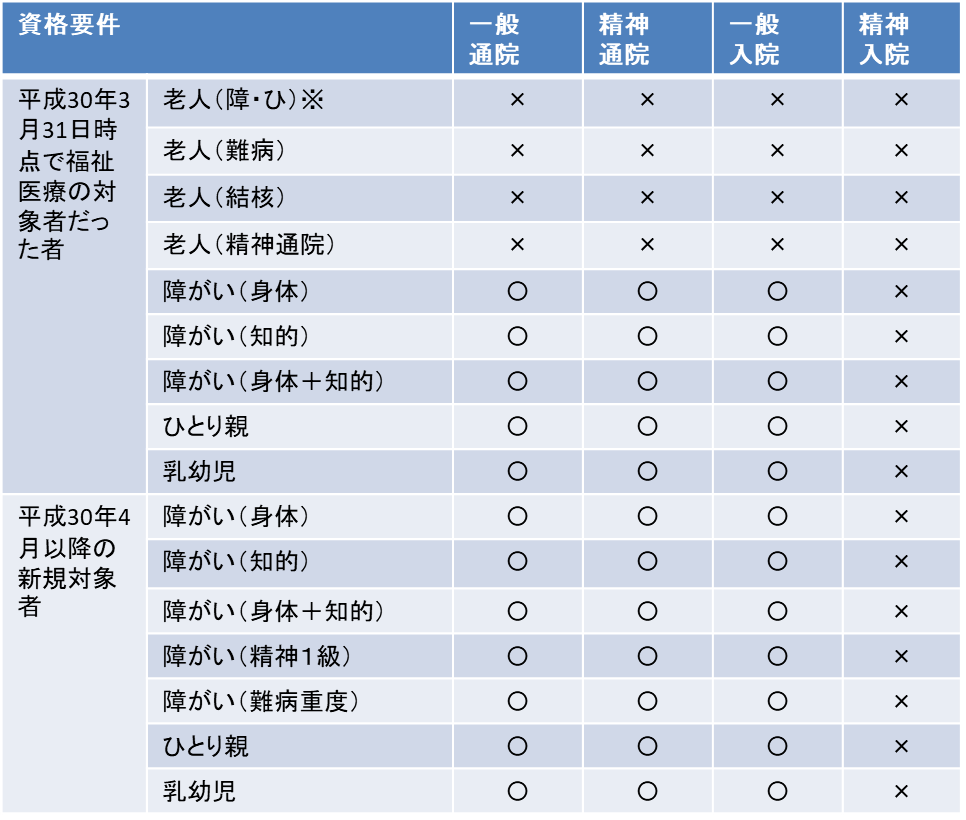 資格要件 一般通院 精神通院 一般入院 精神入院
平成30年3
月31日時
点で福祉
医療の対
象者だっ
た者
老人（障・ひ）※ × × × ×
老人（難病） × × × ×
老人（結核） × × × ×
老人（精神通院） × × × ×
障がい（身体） 〇 〇 〇 ×
障がい（知的） 〇 〇 〇 ×
障がい（身体＋知的） 〇 〇 〇 ×
ひとり親 〇 〇 〇 ×
乳幼児 〇 〇 〇 ×
平成30年4
月以降の
新規対象
者
障がい（身体） 〇 〇 〇 ×
障がい（知的） 〇 〇 〇 ×
障がい（身体＋知的） 〇 〇 〇 ×
障がい（精神１級） 〇 〇 〇 ×
障がい（難病重度） 〇 〇 〇 ×
ひとり親 〇 〇 〇 ×
乳幼児 〇 〇 〇 ×